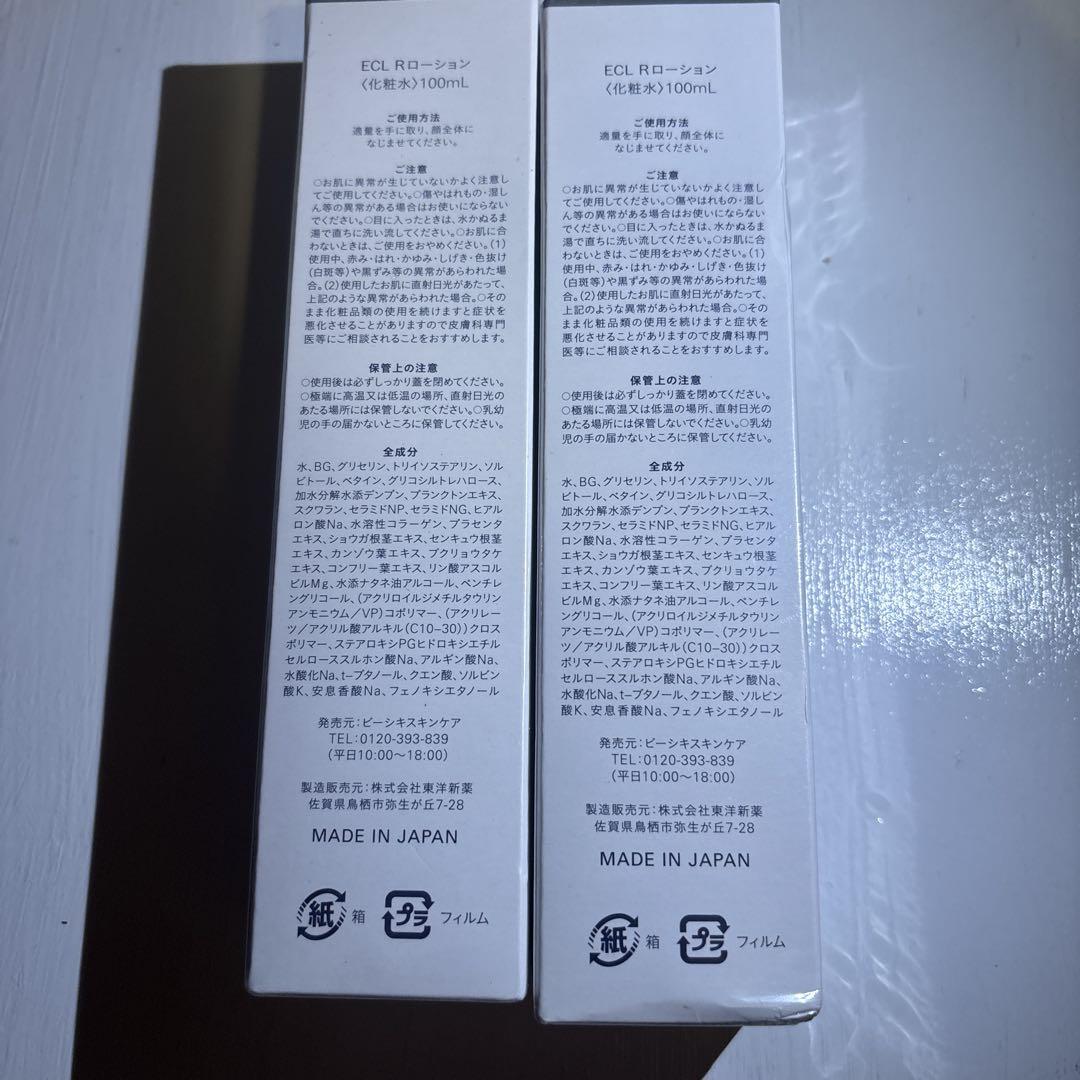 ECL Rローション
〈化粧水〉100mL
ご使用方法
適量を手に取り、顔全体に
なじませてください。
ご注意
○お肌に異常が生じていないかよく注意し
てご使用してください。○傷やはれもの・湿し
ん等の異常がある場合はお使いにならない
でください。○目に入ったときは、水かぬるま
湯で直ちに洗い流してください。○お肌に合
わないときは、ご使用をおやめください。(1)
使用中、赤み・はれ・かゆみ・しげき・色抜け
(白斑等)や黒ずみ等の異常があらわれた場
合。(2)使用したお肌に直射日光があたって、
上記のような異常があらわれた場合。○その
まま化粧品類の使用を続けますと症状を
悪化させることがありますので皮膚科専門
医等にご相談されることをおすすめします。
保管上の注意
○使用後は必ずしっかり蓋を閉めてください。
○極端に高温又は低温の場所、直射日光の
あたる場所には保管しないでください。○乳幼
児の手の届かないところに保管してください。
全成分
水、BG、グリセリン、トリイソステアリン、ソル
ビトール、ベタイン、グリコシルトレハロース、
加水分解水添デンプン、プランクトンエキス、
スクワラン、セラミドNP、セラミドNG、ヒアル
ロン酸Na、水溶性コラーゲン、プラセンタ
エキス、ショウガ根茎エキス、センキュウ根茎
エキス、カンゾウ葉エキス、ブクリョウタケ
エキス、コンフリー葉エキス、リン酸アスコル
ビルMg、水添ナタネ油アルコール、ペンチレ
ングリコール、(アクリロイルジメチルタウリン
アンモニウム/VP)コポリマー、(アクリレー
ツ/アクリル酸アルキル(C10-30))クロス
ポリマー、ステアロキシPGヒドロキシエチル
セルローススルホン酸Na、アルギン酸Na、
水酸化Na、t-ブタノール、クエン酸、ソルビン
酸K、安息香酸Na、フェノキシエタノール
発売元:ビーシキスキンケア
TEL:0120-393-839
(平日10:00〜18:00)
製造販売元:株式会社東洋新薬
佐賀県鳥栖市弥生が丘7-28
MADE IN JAPAN
紙 箱 プラ フィルム
ECL Rローション
〈化粧水〉100mL
ご使用方法
適量を手に取り、顔全体に
なじませてください。
ご注意
○お肌に異常が生じていないかよく注意し
てご使用してください。○傷やはれもの・湿し
ん等の異常がある場合はお使いにならない
でください。○目に入ったときは、水かぬるま
湯で直ちに洗い流してください。○お肌に合
わないときは、ご使用をおやめください。(1)
使用中、赤み・はれ・かゆみ・しげき・色抜け
(白斑等)や黒ずみ等の異常があらわれた場
合。(2)使用したお肌に直射日光があたって、
上記のような異常があらわれた場合。○その
まま化粧品類の使用を続けますと症状を
悪化させることがありますので皮膚科専門
医等にご相談されることをおすすめします。
保管上の注意
○使用後は必ずしっかり蓋を閉めてください。
○極端に高温又は低温の場所、直射日光の
あたる場所には保管しないでください。○乳幼
児の手の届かないところに保管してください。
全成分
水、BG、グリセリン、トリイソステアリン、ソル
ビトール、ベタイン、グリコシルトレハロース、
加水分解水添デンプン、プランクトンエキス、
スクワラン、セラミドNP、セラミドNG、ヒアル
ロン酸Na、水溶性コラーゲン、プラセンタ
エキス、ショウガ根茎エキス、センキュウ根茎
エキス、カンゾウ葉エキス、ブクリョウタケ
エキス、コンフリー葉エキス、リン酸アスコル
ビルMg、水添ナタネ油アルコール、ペンチレ
ングリコール、(アクリロイルジメチルタウリン
アンモニウム/VP)コポリマー、(アクリレー
ツ/アクリル酸アルキル(C10-30))クロス
ポリマー、ステアロキシPGヒドロキシエチル
セルローススルホン酸Na、アルギン酸Na、
水酸化Na、t-ブタノール、クエン酸、ソルビン
酸K、安息香酸Na、フェノキシエタノール
発売元:ビーシキスキンケア
TEL:0120-393-839
(平日10:00〜18:00)
製造販売元:株式会社東洋新薬
佐賀県鳥栖市弥生が丘7-28
MADE IN JAPAN
紙 箱 プラ フィルム